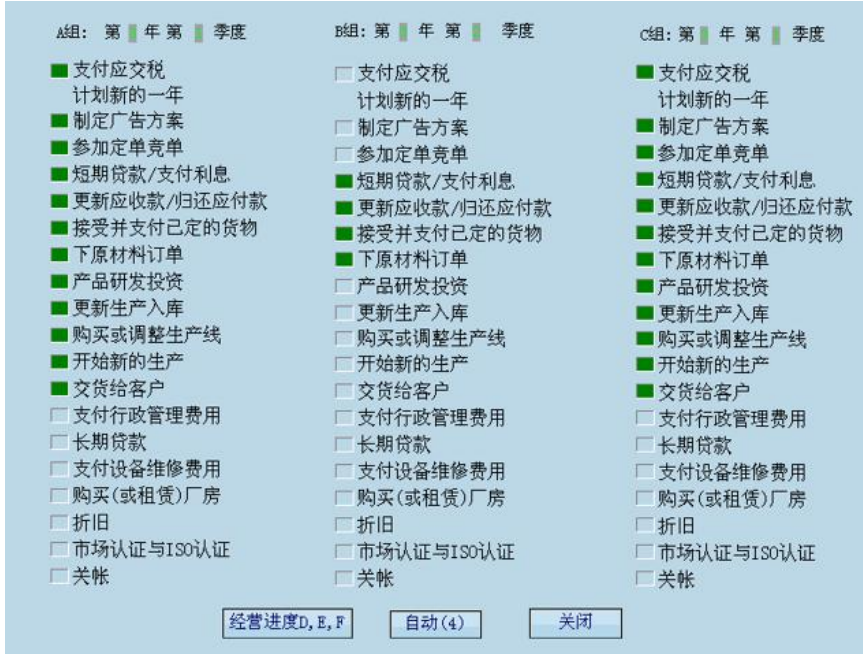 A组: 第 年 第 季度
支付应交税
计划新的一年
制定广告方案
参加定单竞单
短期贷款/支付利息
更新应收款/归还应付款
接受并支付已定的货物
下原材料订单
产品研发投资
更新生产入库
购买或调整生产线
开始新的生产
交货给客户
支付行政管理费用
长期贷款
支付设备维修费用
购买(或租赁)厂房
折旧
市场认证与ISO认证
关帐
B组: 第 年 第 季度
支付应交税
计划新的一年
制定广告方案
参加定单竞单
短期贷款/支付利息
更新应收款/归还应付款
接受并支付已定的货物
下原材料订单
产品研发投资
更新生产入库
购买或调整生产线
开始新的生产
交货给客户
支付行政管理费用
长期贷款
支付设备维修费用
购买(或租赁)厂房
折旧
市场认证与ISO认证
关帐
C组: 第 年 第 季度
支付应交税
计划新的一年
制定广告方案
参加定单竞单
短期贷款/支付利息
更新应收款/归还应付款
接受并支付已定的货物
下原材料订单
产品研发投资
更新生产入库
购买或调整生产线
开始新的生产
交货给客户
支付行政管理费用
长期贷款
支付设备维修费用
购买(或租赁)厂房
折旧
市场认证与ISO认证
关帐
经营进度D,E,F
自动(4)
关闭